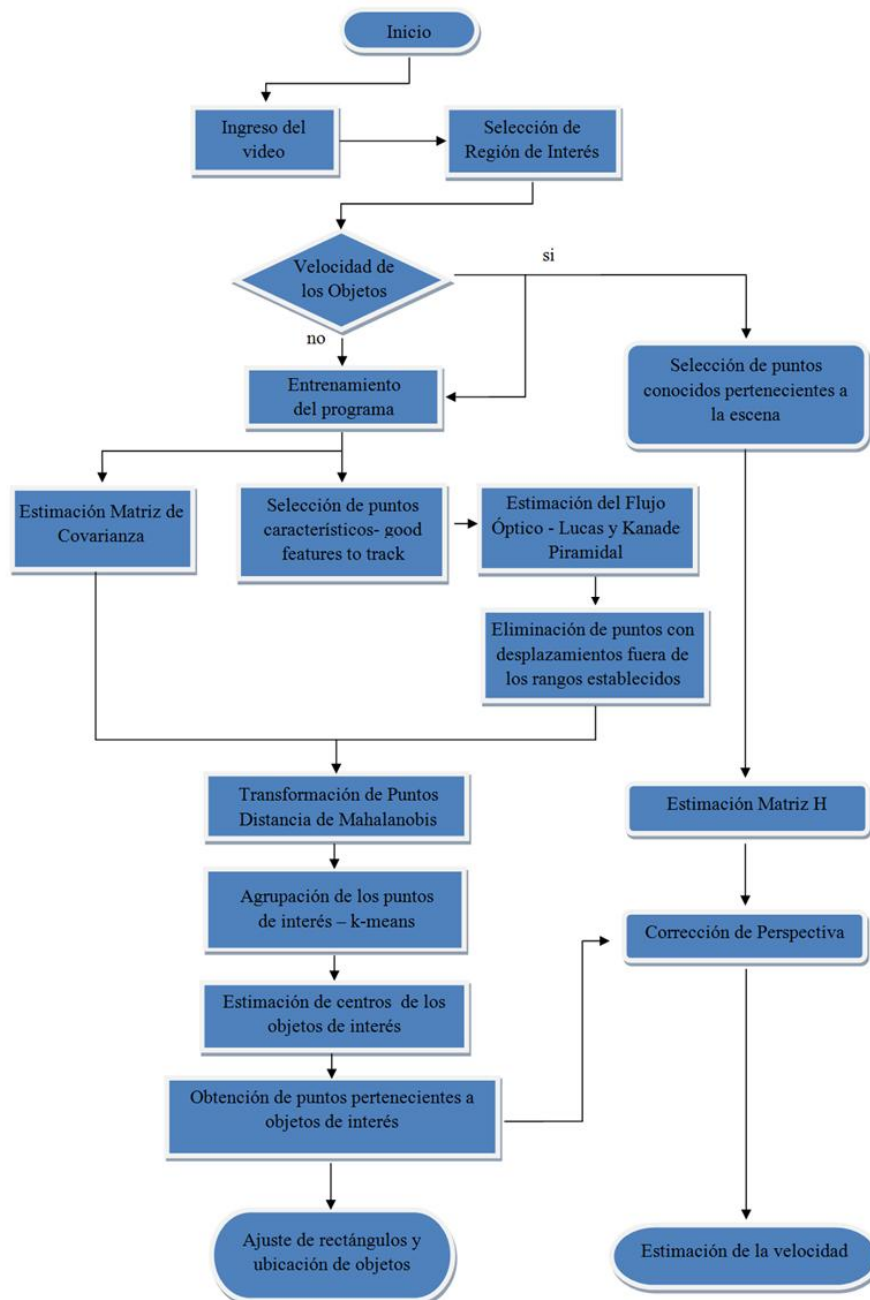 Inicio
Ingreso del
video
Selección de
Región de Interés
Velocidad de
los Objetos
si
no
Entrenamiento
del programa
Selección de puntos
conocidos pertenecientes a
la escena
Estimación Matriz de
Covarianza
Selección de puntos
característicos- good
features to track
Estimación del Flujo
Óptico - Lucas y Kanade
Piramidal
Eliminación de puntos con
desplazamientos fuera de
los rangos establecidos
Transformación de Puntos
Distancia de Mahalanobis
Estimación Matriz H
Agrupación de los puntos
de interés – k-means
Corrección de Perspectiva
Estimación de centros de los
objetos de interés
Obtención de puntos pertenecientes a
objetos de interés
Ajuste de rectángulos y
ubicación de objetos
Estimación de la velocidad